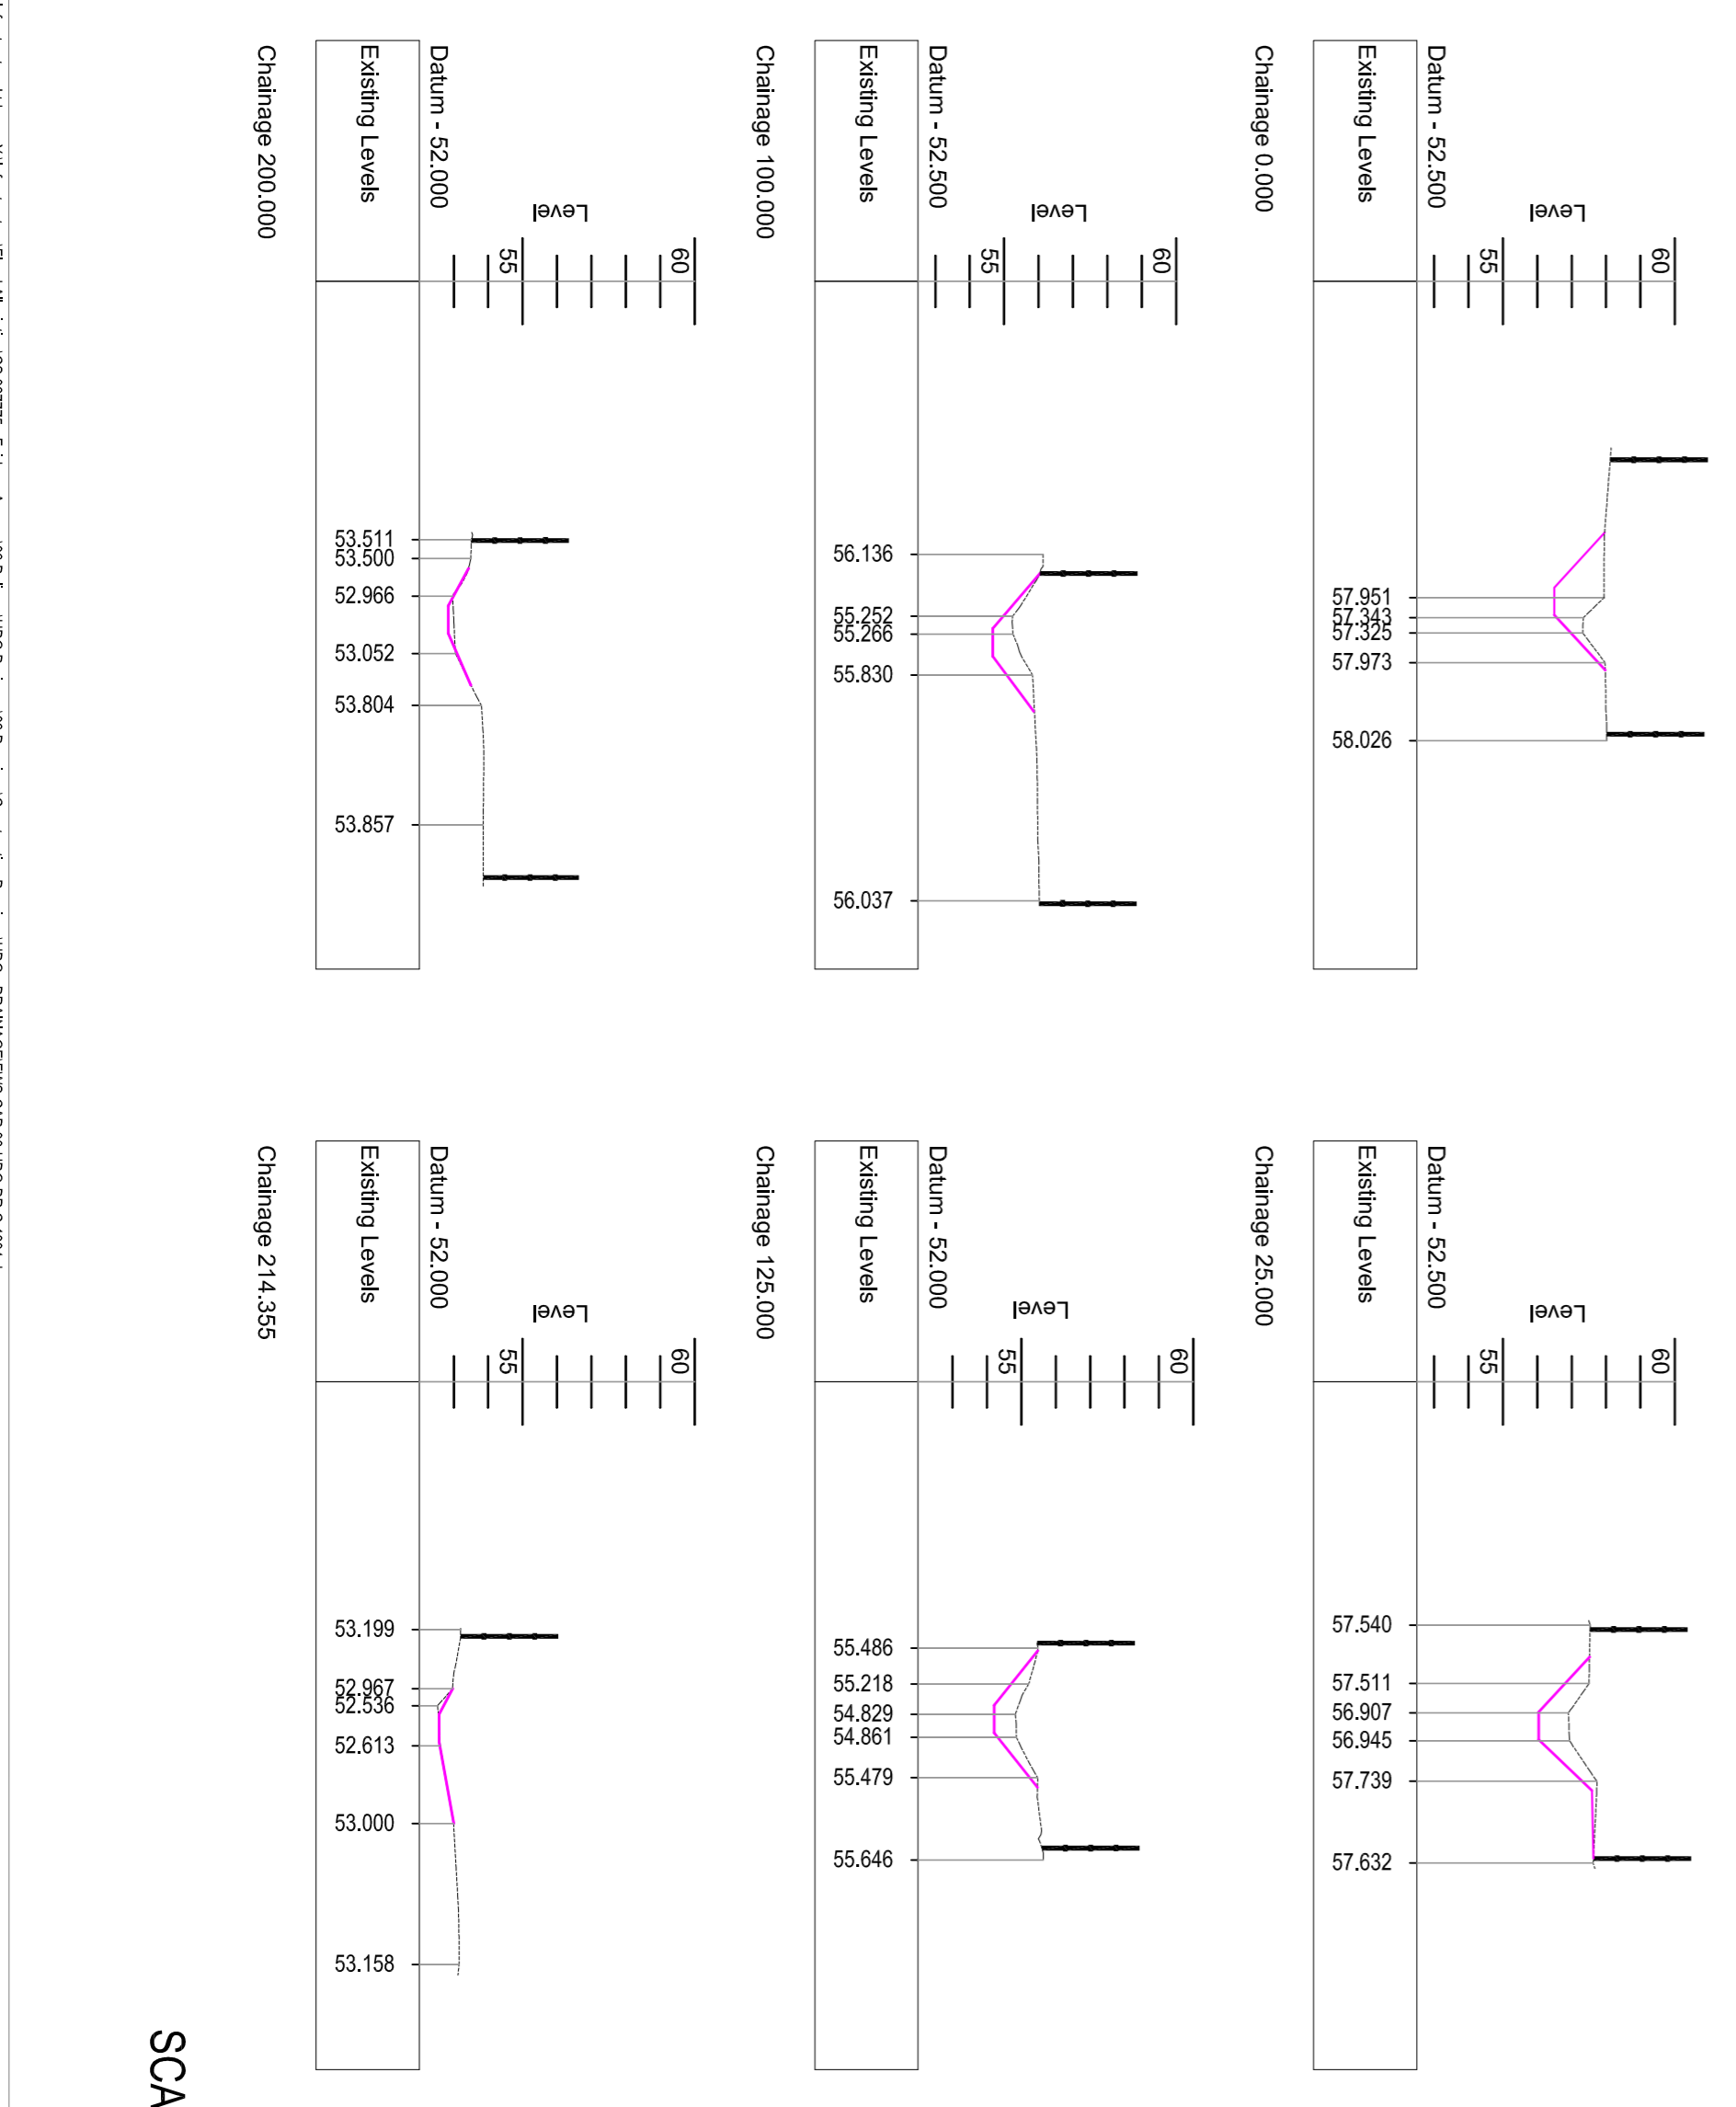 Level
60
55
Datum - 52.500
Existing Levels
57.951
57.343
57.325
57.973
58.026
Chainage 0.000
Level
60
55
Datum - 52.500
Existing Levels
57.540
57.511
56.907
56.945
57.739
57.632
Chainage 25.000
Level
60
55
Datum - 52.500
Existing Levels
56.136
55.252
55.266
55.830
56.037
Chainage 100.000
Level
60
55
Datum - 52.000
Existing Levels
55.486
55.218
54.829
54.861
55.479
55.646
Chainage 125.000
Level
60
55
Datum - 52.000
Existing Levels
53.511
53.500
52.966
53.052
53.804
53.857
Chainage 200.000
Level
60
55
Datum - 52.000
Existing Levels
53.199
52.967
52.536
52.613
53.000
53.158
Chainage 214.355
SCA